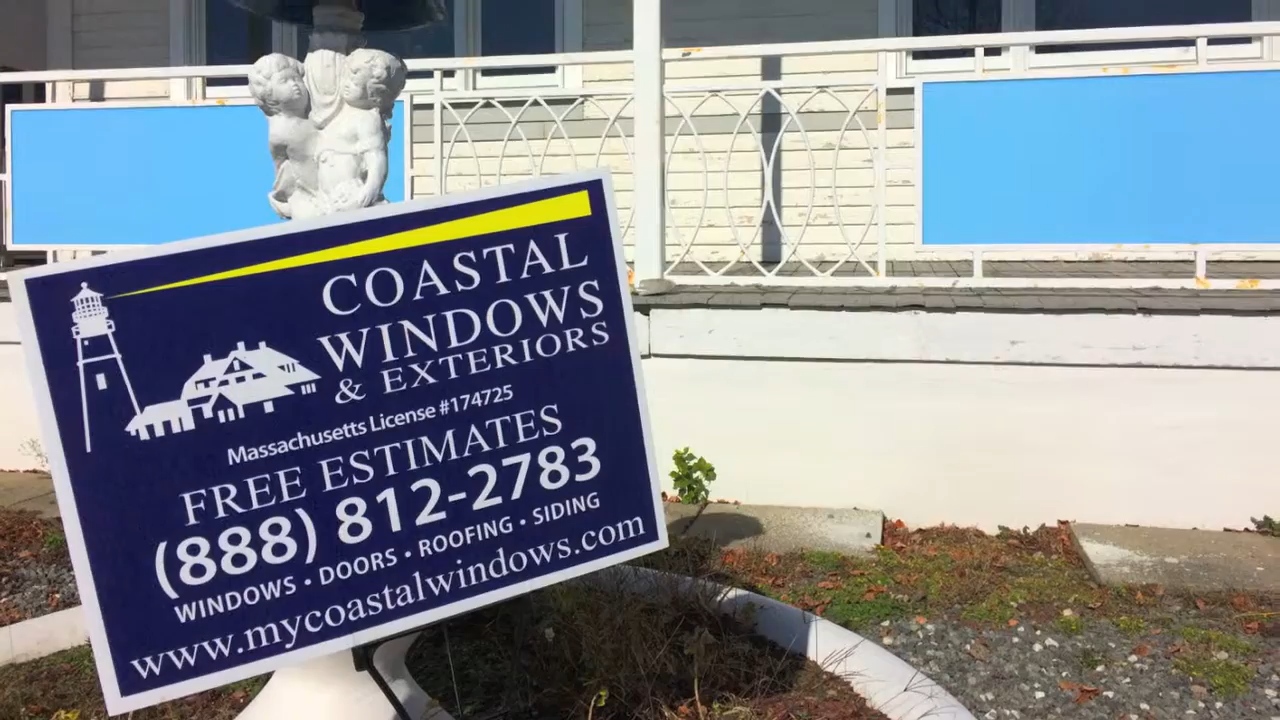 COASTAL
WINDOWS
& EXTERIORS
Massachusetts License #174725
FREE ESTIMATES
(888) 812-2783
WINDOWS • DOORS • ROOFING • SIDING
www.mycoastalwindows.com